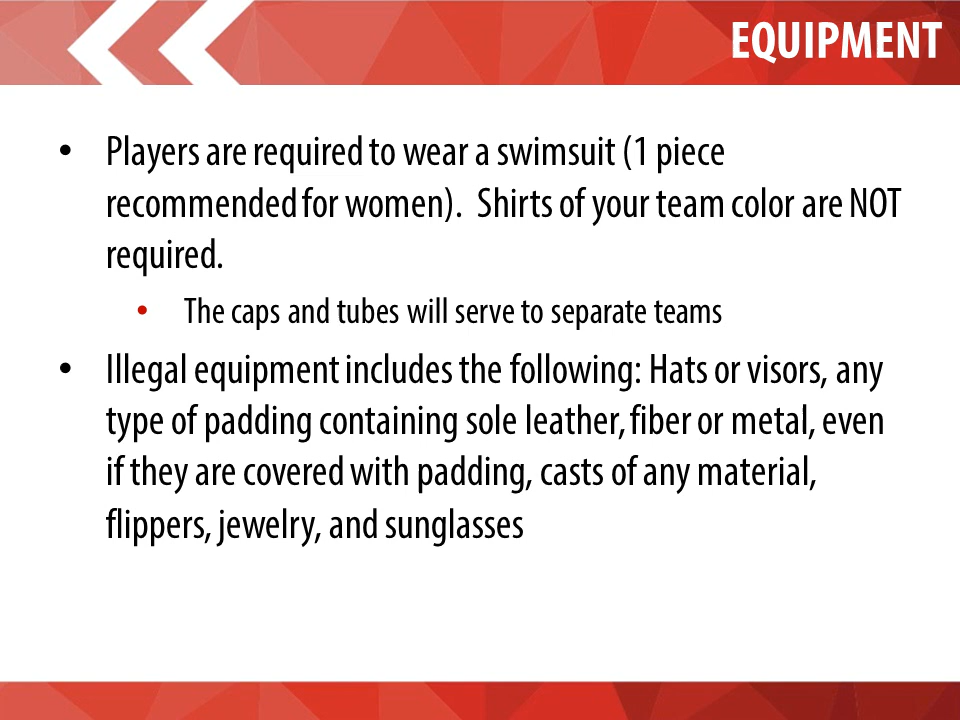 EQUIPMENT
• Players are required to wear a swimsuit (1 piece
recommended for women).  Shirts of your team color are NOT
required.
• The caps and tubes will serve to separate teams
• Illegal equipment includes the following: Hats or visors, any
type of padding containing sole leather, fiber or metal, even
if they are covered with padding, casts of any material,
flippers, jewelry, and sunglasses